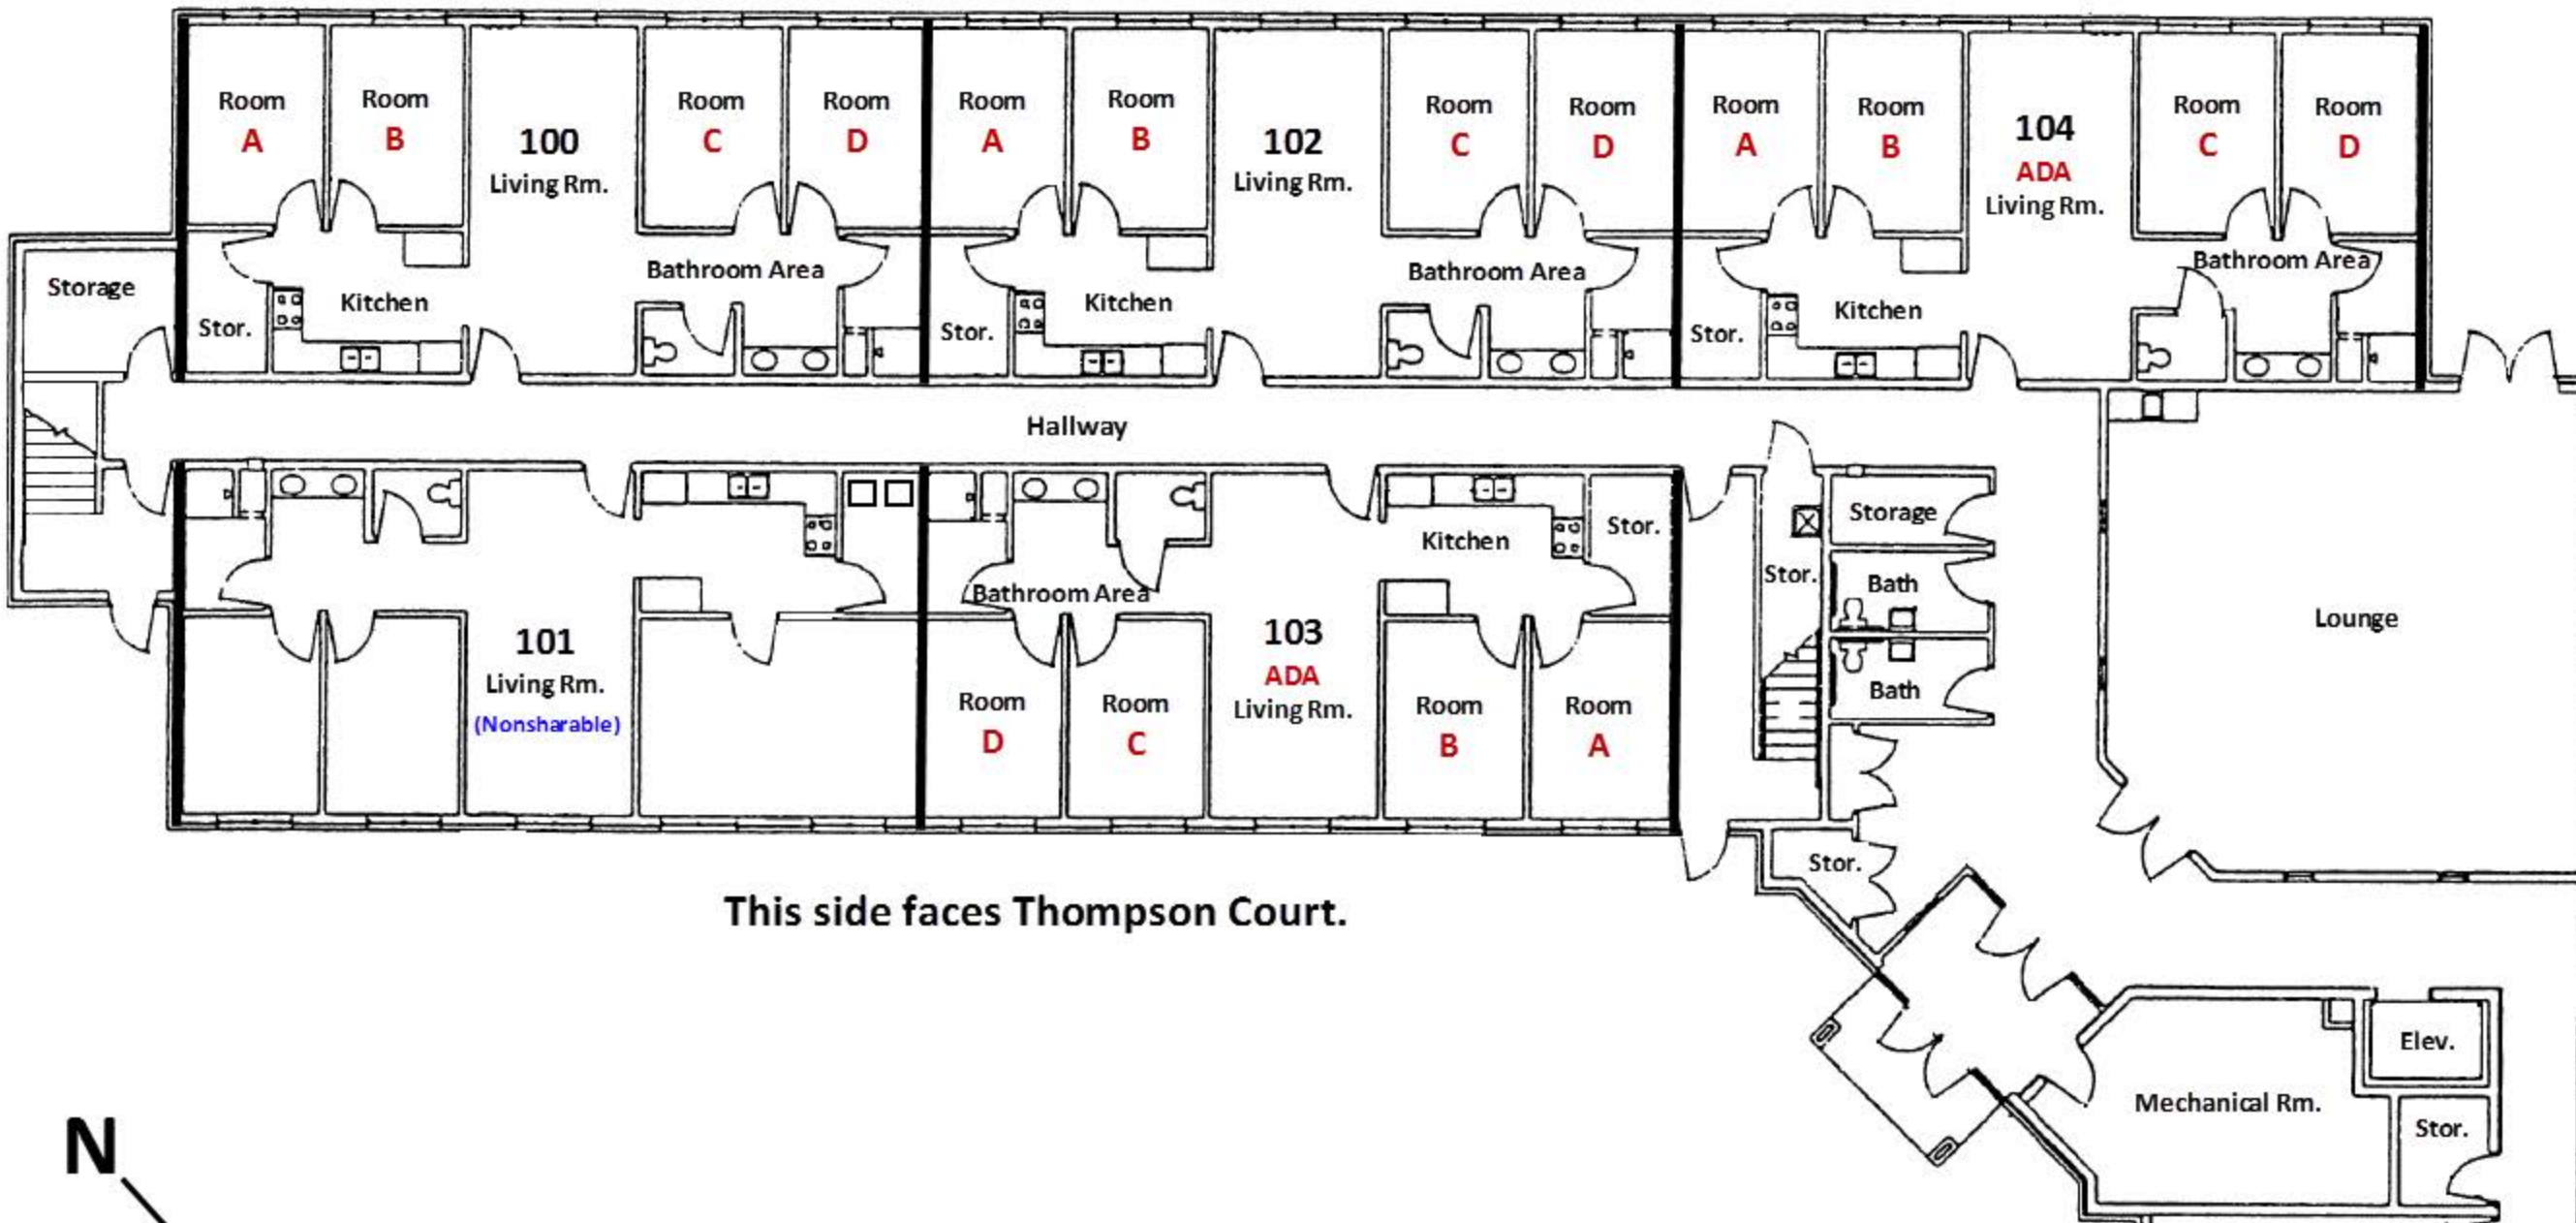 Room
A
Room
B
100
Living Rm.
Room
C
Room
D
Room
A
Room
B
102
Living Rm.
Room
C
Room
D
Room
A
Room
B
104
ADA
Living Rm.
Room
C
Room
D
Storage
Stor.
Kitchen
Bathroom Area
Stor.
Kitchen
Bathroom Area
Stor.
Kitchen
Bathroom Area
Hallway
101
Living Rm.
(Nonsharable)
Bathroom Area
Room
D
Room
C
103
ADA
Living Rm.
Kitchen
Stor.
Room
B
Room
A
Stor.
Storage
Bath
Bath
Lounge
Stor.
This side faces Thompson Court.
Elev.
Mechanical Rm.
Stor.
N